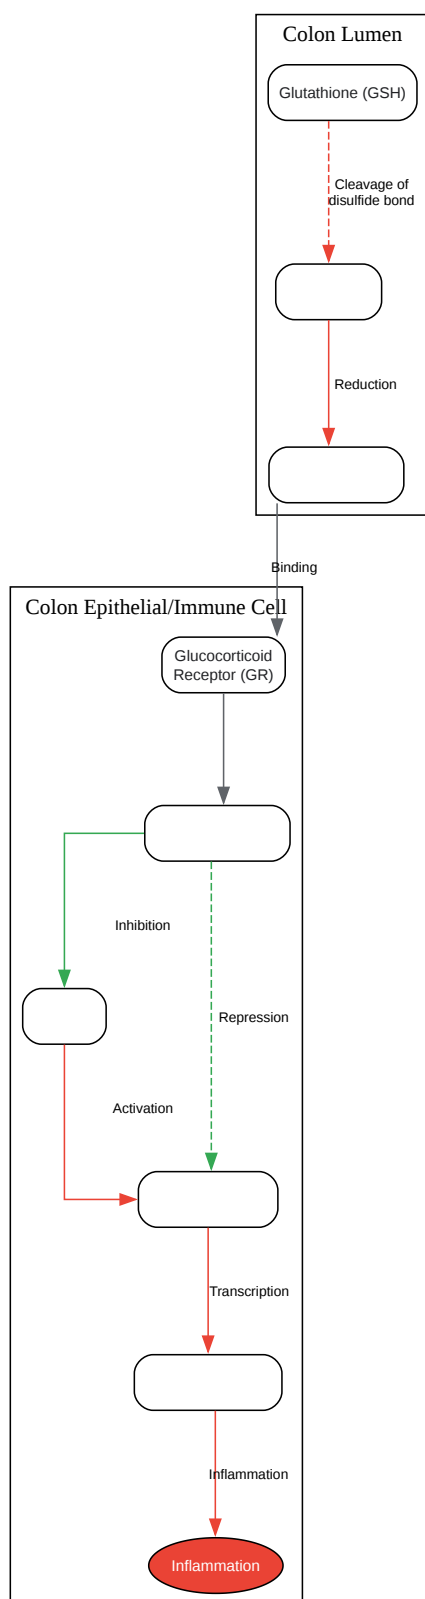 Colon Lumen
Glutathione (GSH)
Cleavage of
disulfide bond
Reduction
Binding
Colon Epithelial/Immune Cell
Glucocorticoid
Receptor (GR)
Inhibition
Repression
Activation
Transcription
Inflammation
Inflammation